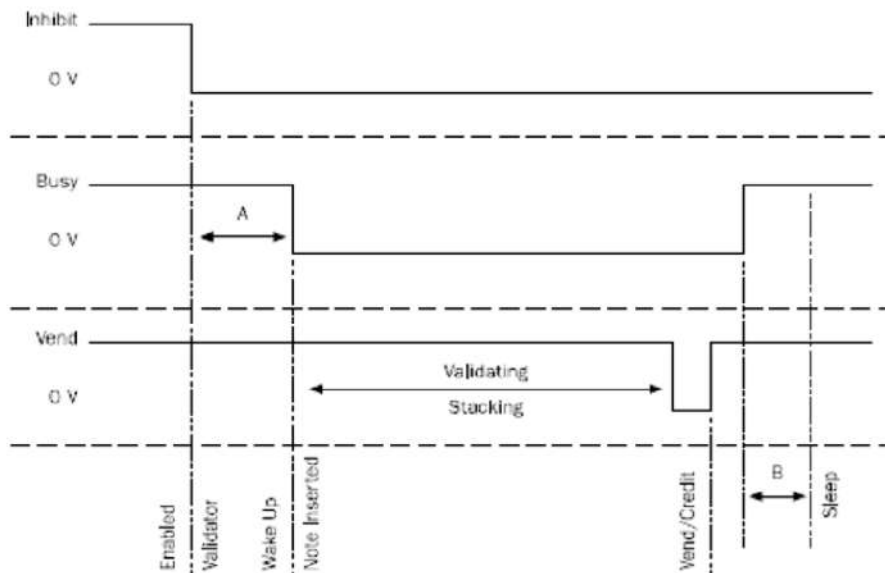 Inhibit
0 V
Busy
A
0 V
Vend
Validating
Stacking
0 V
B
Enabled
Validator
Wake Up
Note Inserted
Vend/Credit
Sleep